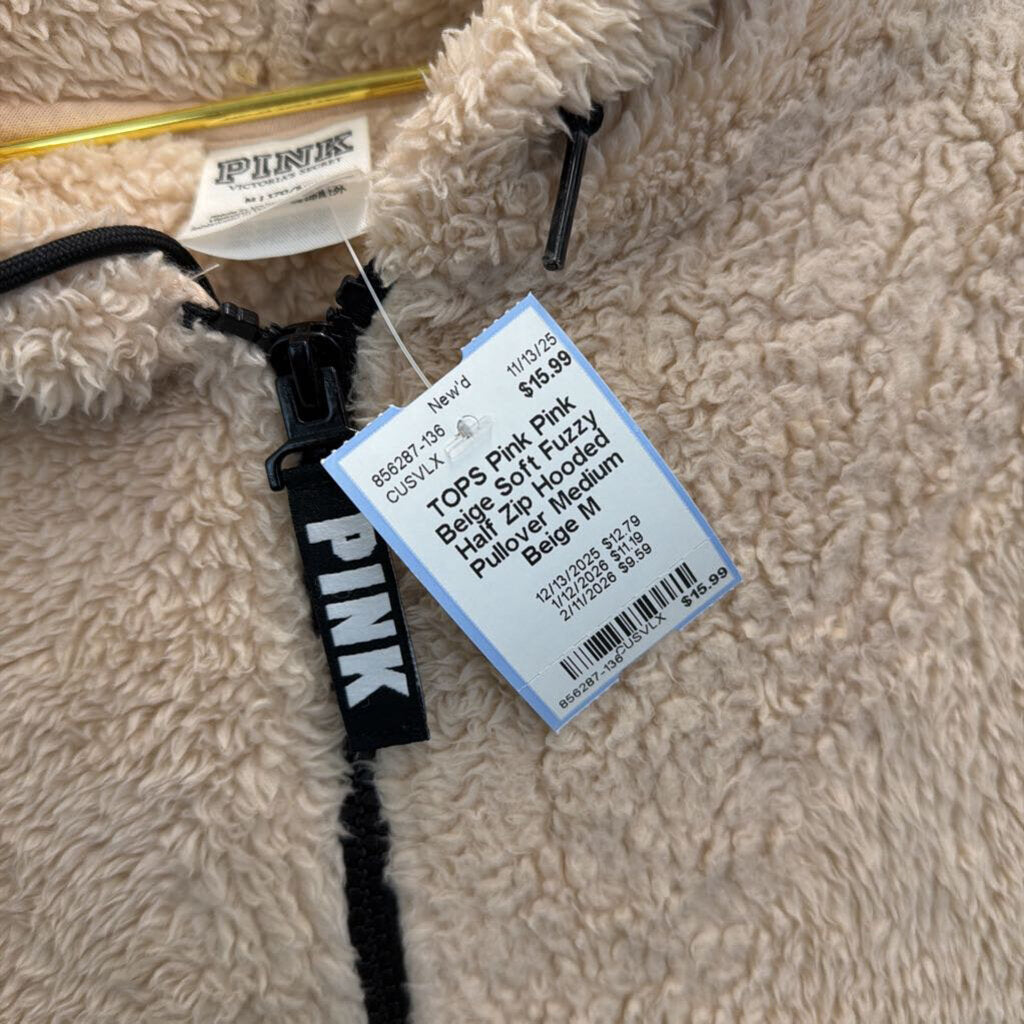 PINK
VICTORIA'S SECRET
M | 170/
PINK
New'd 11/13/25
856287-136 $15.99
CUSVLX
TOPS Pink Pink
Beige Soft Fuzzy
Half Zip Hooded
Pullover Medium
Beige M
12/13/2025 $12.79
1/12/2026 $11.19
2/11/2026 $9.59
856287-136 CUSVLX $15.99